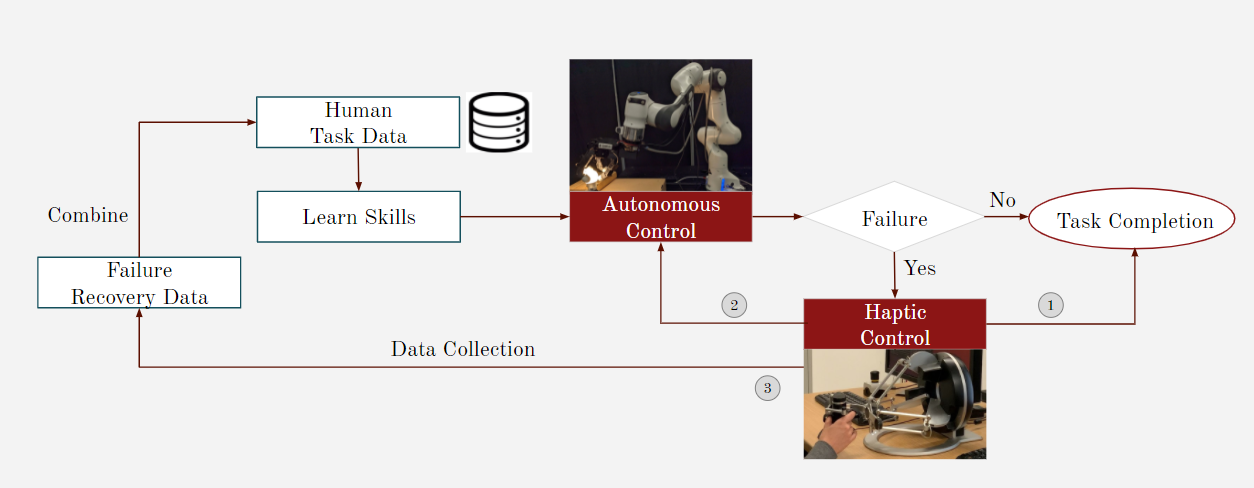 Human
Task Data
Learn Skills
Combine
Failure
Recovery Data
Autonomous
Control
Failure
No
Task Completion
Yes
2
Haptic
Control
1
Data Collection
3